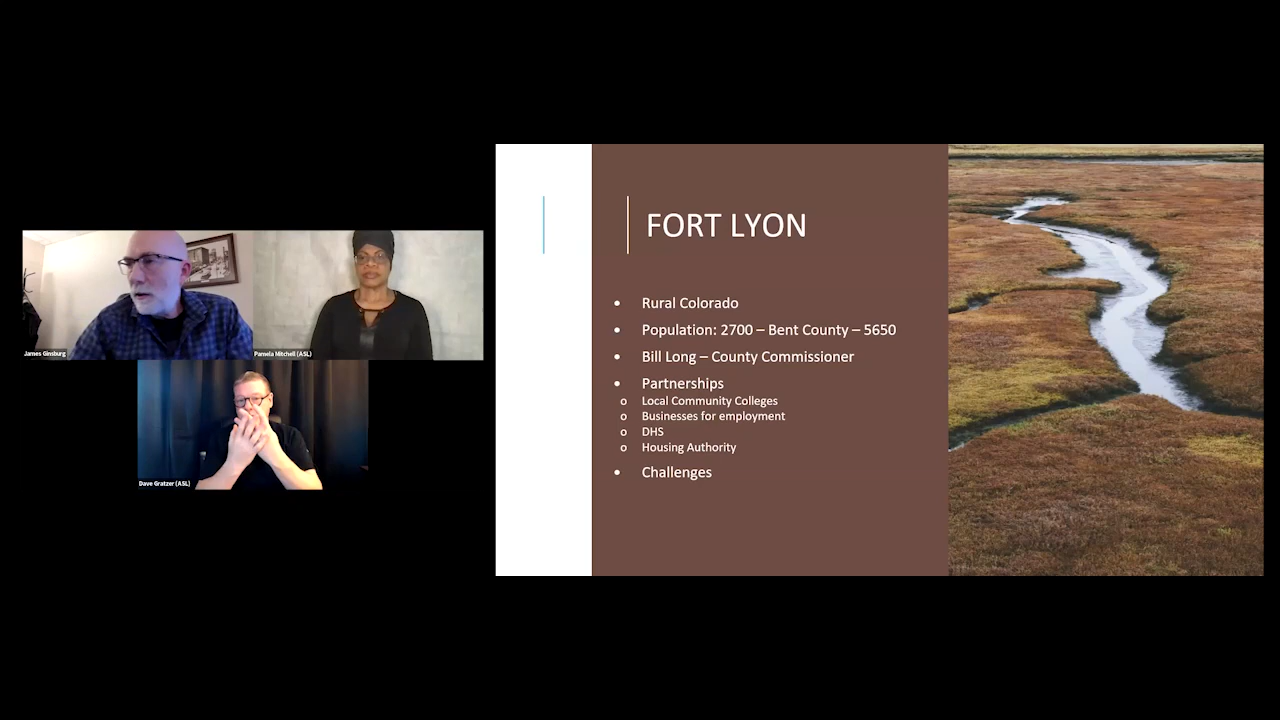 James Ginsburg
Pamela Mitchell (ASL)
Dave Gratzer (ASL)
FORT LYON
• Rural Colorado
• Population: 2700 – Bent County – 5650
• Bill Long – County Commissioner
• Partnerships
o Local Community Colleges
o Businesses for employment
o DHS
o Housing Authority
• Challenges